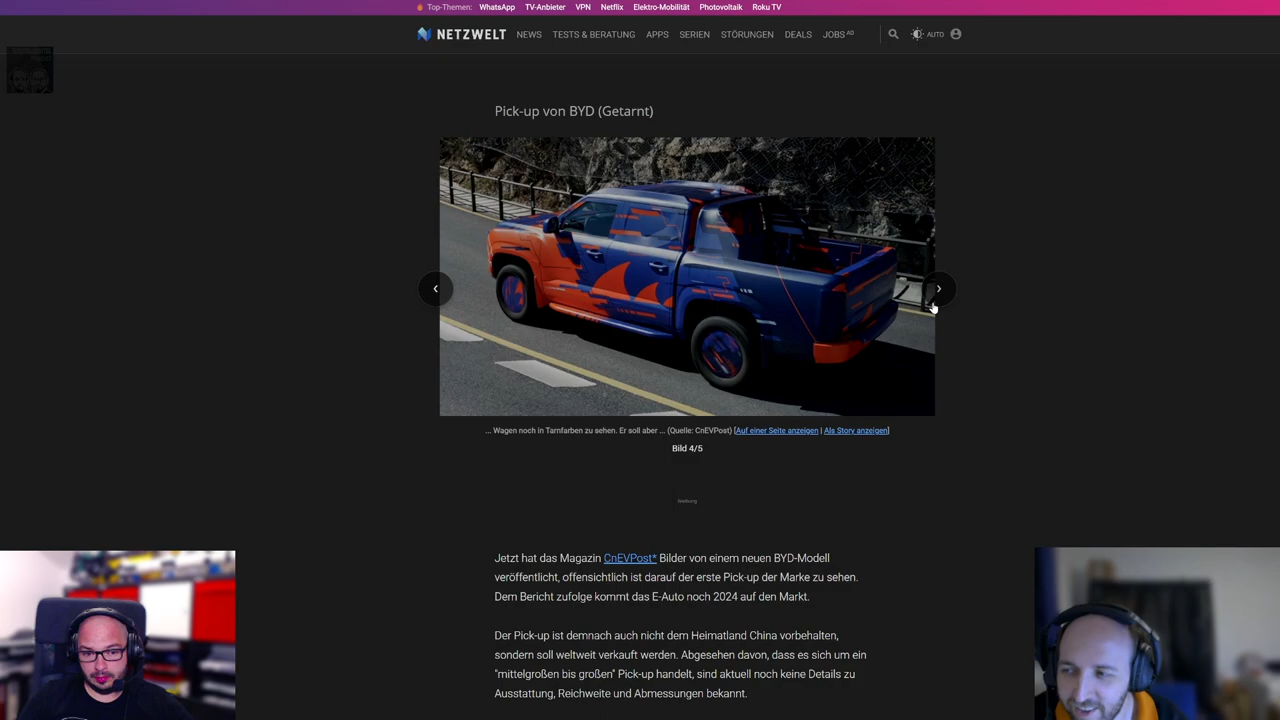 Top-Themen: WhatsApp TV-Anbieter VPN Netflix Elektro-Mobilität Photovoltaik Roku TV
NETZWELT NEWS TESTS & BERATUNG APPS SERIEN STÖRUNGEN DEALS JOBS AD AUTO
Pick-up von BYD (Getarnt)
... Wagen noch in Tarnfarben zu sehen. Er soll aber ... (Quelle: CnEVPost) [Auf einer Seite anzeigen | Als Story anzeigen]
Bild 4/5
Werbung
Jetzt hat das Magazin CnEVPost* Bilder von einem neuen BYD-Modell
veröffentlicht, offensichtlich ist darauf der erste Pick-up der Marke zu sehen.
Dem Bericht zufolge kommt das E-Auto noch 2024 auf den Markt.
Der Pick-up ist demnach auch nicht dem Heimatland China vorbehalten,
sondern soll weltweit verkauft werden. Abgesehen davon, dass es sich um ein
"mittelgroßen bis großen" Pick-up handelt, sind aktuell noch keine Details zu
Ausstattung, Reichweite und Abmessungen bekannt.